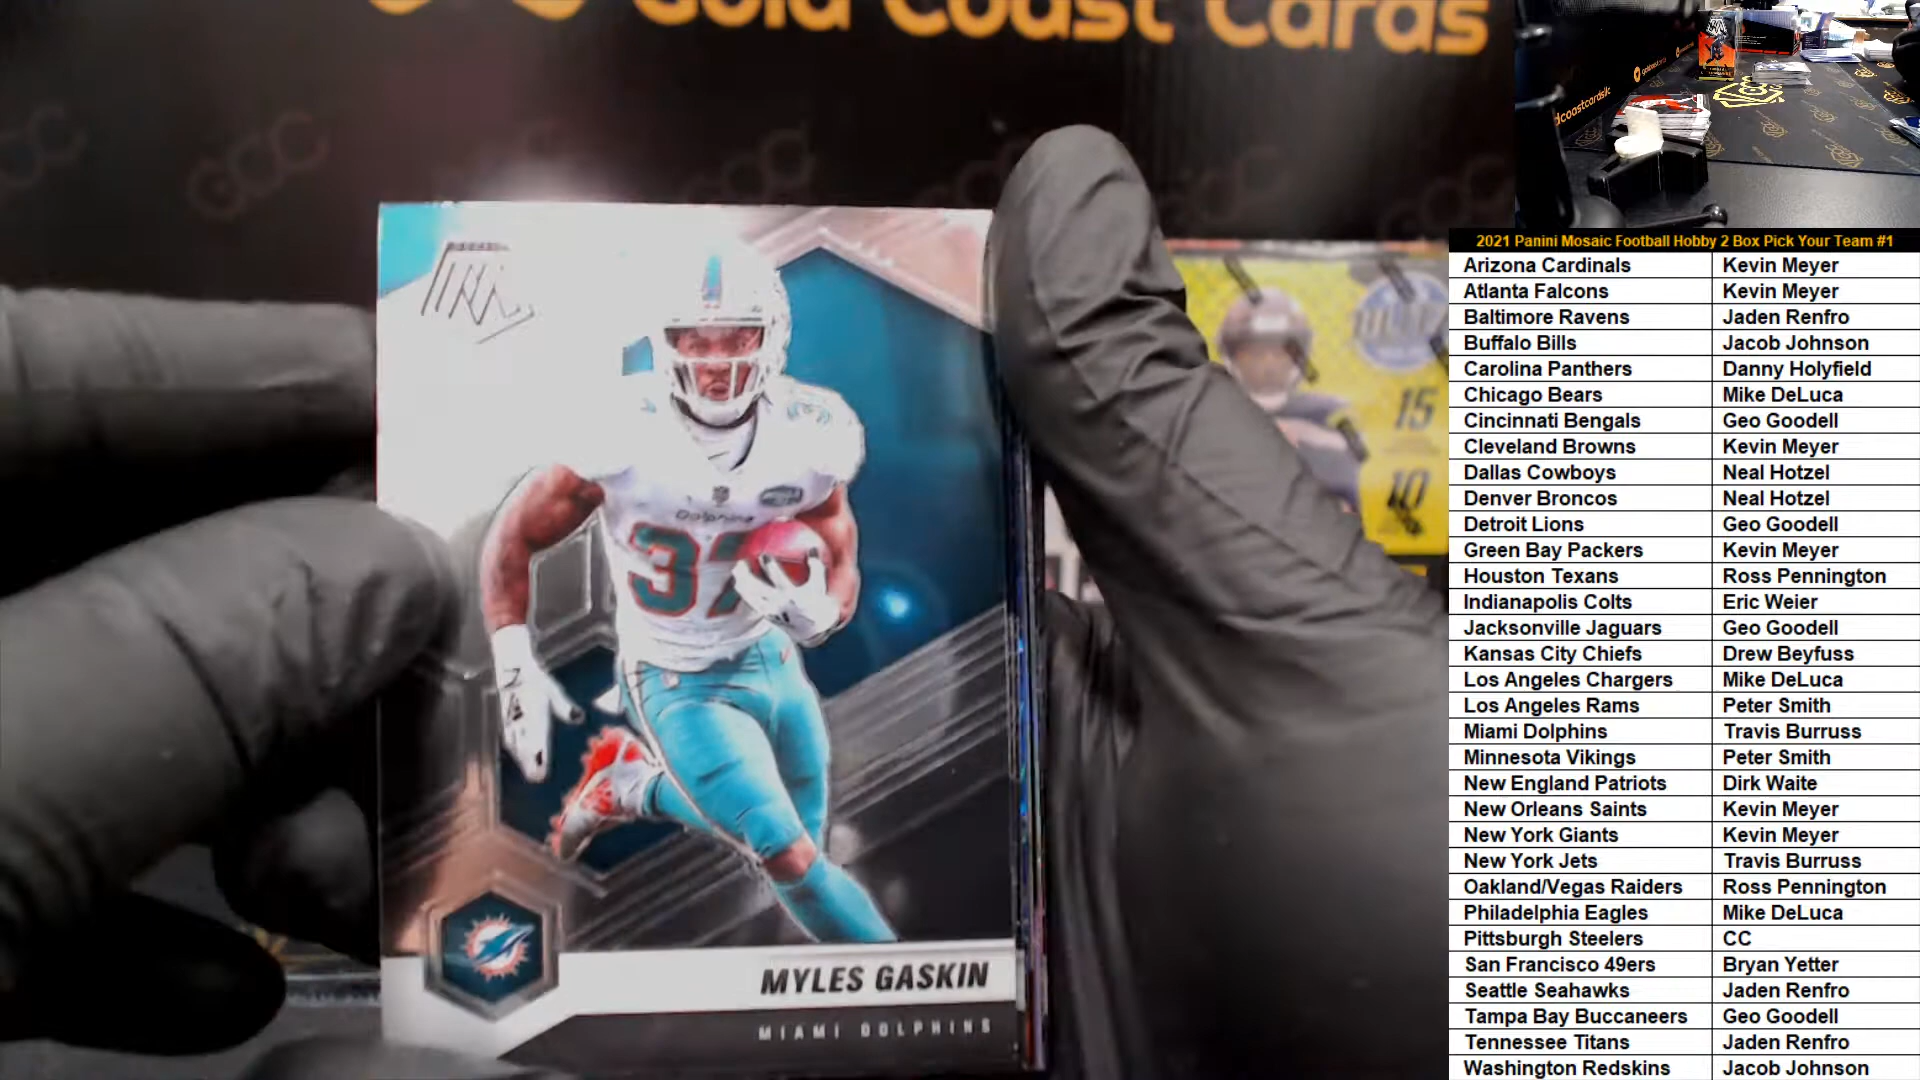 Gold Coast Cards
GCC
dcoastcardsllc
2021 Panini Mosaic Football Hobby 2 Box Pick Your Team #1
Arizona Cardinals Kevin Meyer
Atlanta Falcons Kevin Meyer
Baltimore Ravens Jaden Renfro
Buffalo Bills Jacob Johnson
Carolina Panthers Danny Holyfield
Chicago Bears Mike DeLuca
Cincinnati Bengals Geo Goodell
Cleveland Browns Kevin Meyer
Dallas Cowboys Neal Hotzel
Denver Broncos Neal Hotzel
Detroit Lions Geo Goodell
Green Bay Packers Kevin Meyer
Houston Texans Ross Pennington
Indianapolis Colts Eric Weier
Jacksonville Jaguars Geo Goodell
Kansas City Chiefs Drew Beyfuss
Los Angeles Chargers Mike DeLuca
Los Angeles Rams Peter Smith
Miami Dolphins Travis Burruss
Minnesota Vikings Peter Smith
New England Patriots Dirk Waite
New Orleans Saints Kevin Meyer
New York Giants Kevin Meyer
New York Jets Travis Burruss
Oakland/Vegas Raiders Ross Pennington
Philadelphia Eagles Mike DeLuca
Pittsburgh Steelers CC
San Francisco 49ers Bryan Yetter
Seattle Seahawks Jaden Renfro
Tampa Bay Buccaneers Geo Goodell
Tennessee Titans Jaden Renfro
Washington Redskins Jacob Johnson
15
10
Dolphins
37
MYLES GASKIN
MIAMI DOLPHINS